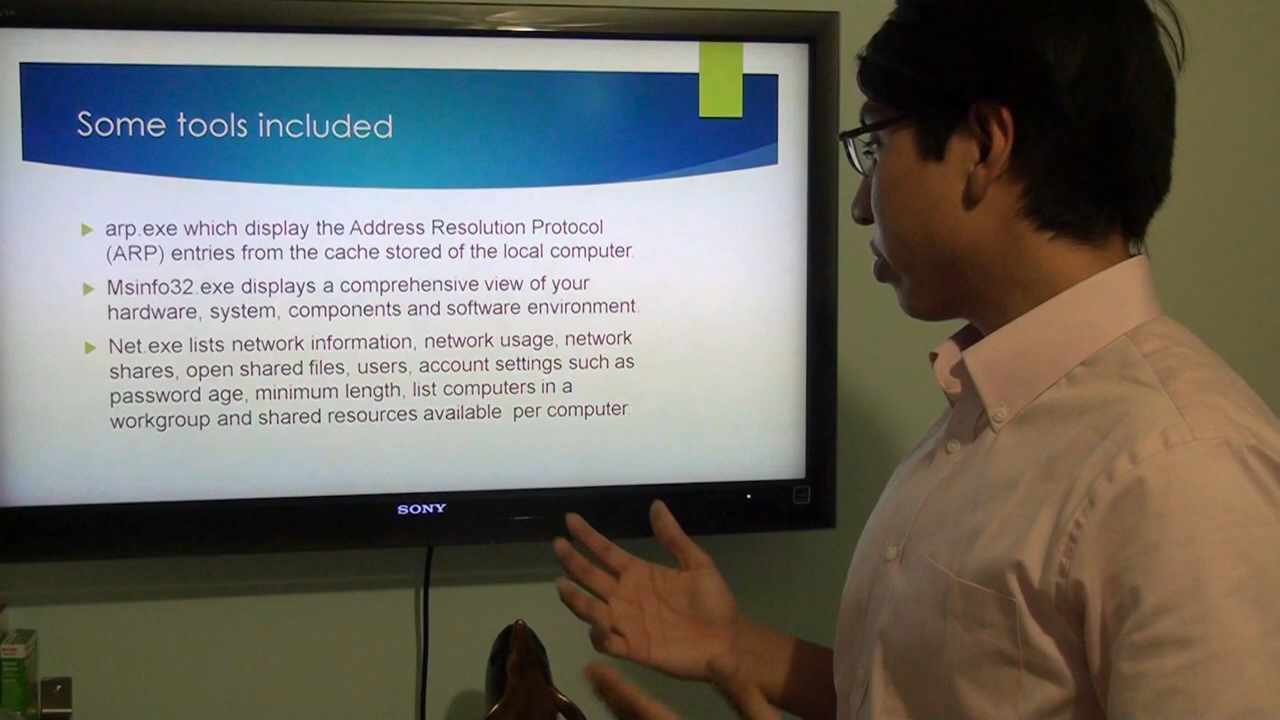 Some tools included
arp.exe which display the Address Resolution Protocol
(ARP) entries from the cache stored of the local computer.
Msinfo32.exe displays a comprehensive view of your
hardware, system, components and software environment.
Net.exe lists network information, network usage, network
shares, open shared files, users, account settings such as
password age, minimum length, list computers in a
workgroup and shared resources available per computer.
SONY